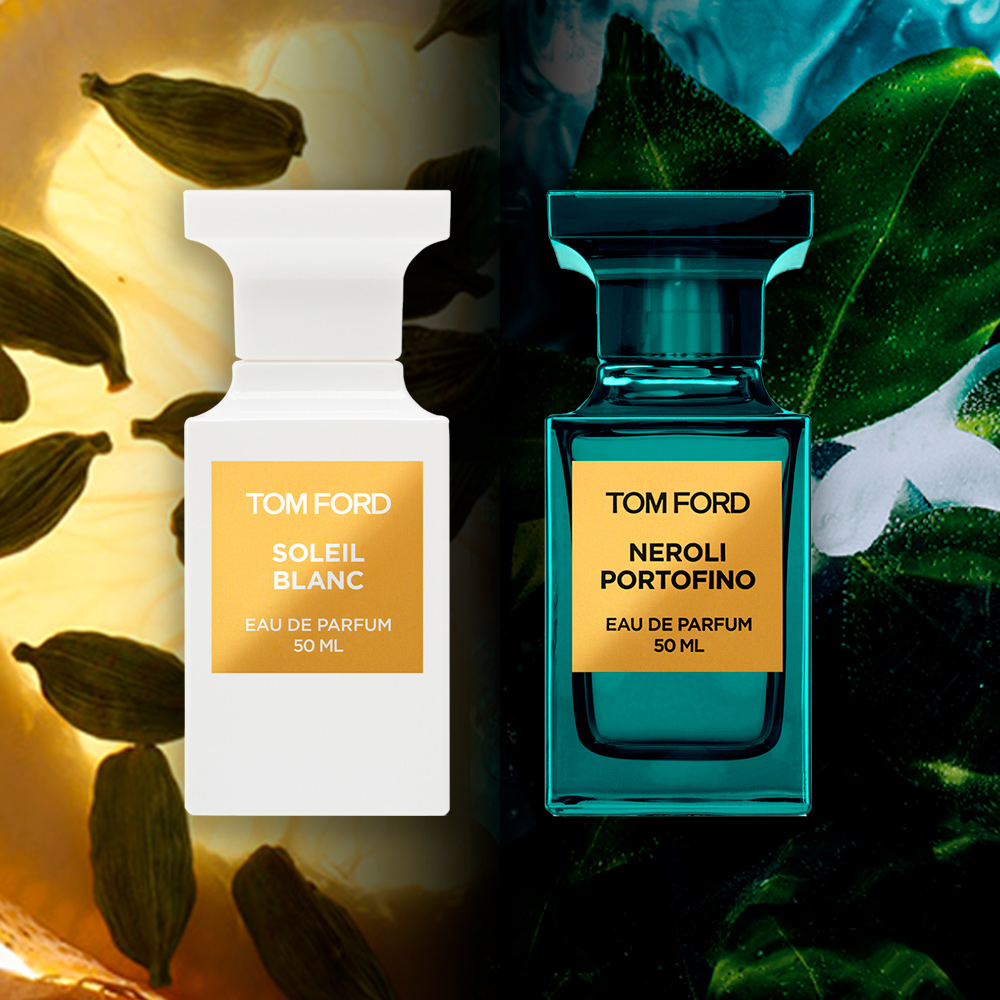 TOM FORD
SOLEIL
BLANC
EAU DE PARFUM
50 ML
TOM FORD
NEROLI
PORTOFINO
EAU DE PARFUM
50 ML